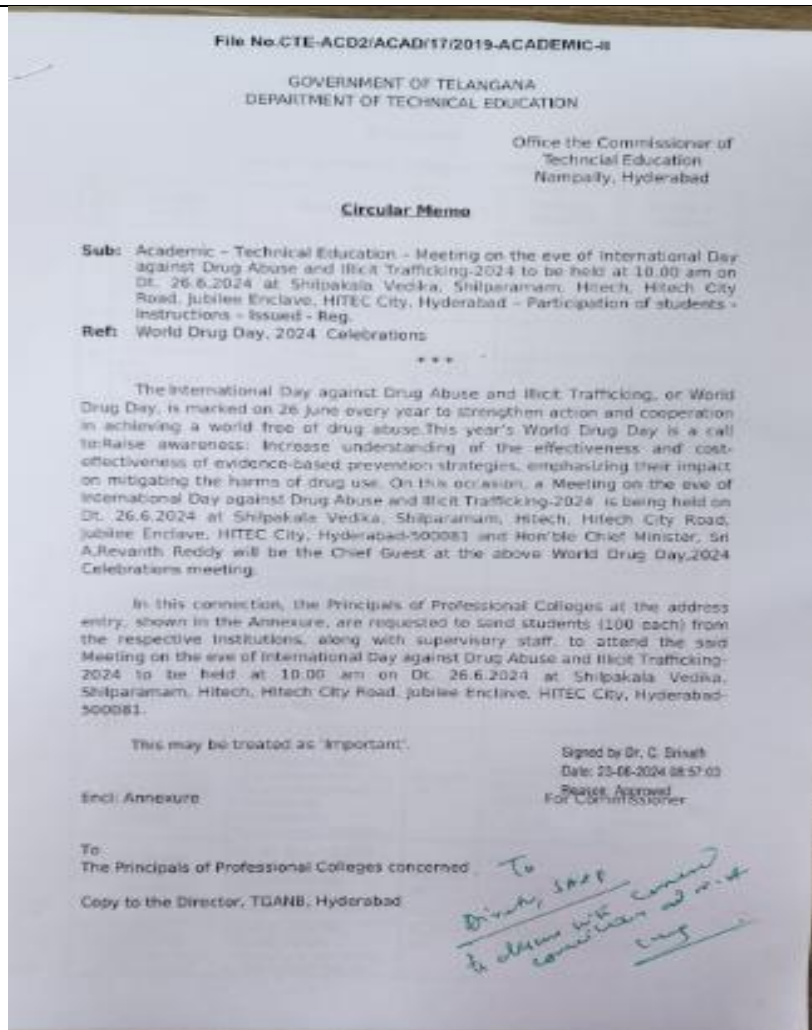 File No.CTE-ACD2/ACAD/17/2019-ACADEMIC-II
GOVERNMENT OF TELANGANA
DEPARTMENT OF TECHNICAL EDUCATION
Office the Commissioner of
Techncial Education
Nampally, Hyderabad
Circular Memo
Sub: Academic – Technical Education - Meeting on the eve of International Day
against Drug Abuse and Illicit Trafficking-2024 to be held at 10.00 am on
Dt. 26.6.2024 at Shilpakala Vedika, Shilparamam, Hitech, Hitech City
Road, Jubilee Enclave, HITEC City, Hyderabad – Participation of students -
Instructions – Issued - Reg.
Ref: World Drug Day, 2024 Celebrations
* * *
The International Day against Drug Abuse and Illicit Trafficking, or World
Drug Day, is marked on 26 June every year to strengthen action and cooperation
in achieving a world free of drug abuse.This year's World Drug Day is a call
to:Raise awareness: Increase understanding of the effectiveness and cost-
effectiveness of evidence-based prevention strategies, emphasizing their impact
on mitigating the harms of drug use. On this occasion, a Meeting on the eve of
International Day against Drug Abuse and Illicit Trafficking-2024 is being held on
Dt. 26.6.2024 at Shilpakala Vedika, Shilparamam, Hitech, Hitech City Road,
Jubilee Enclave, HITEC City, Hyderabad-500081 and Hon'ble Chief Minister, Sri
A.Revanth Reddy will be the Chief Guest at the above World Drug Day,2024
Celebrations meeting.
In this connection, the Principals of Professional Colleges at the address
entry, shown in the Annexure, are requested to send students (100 each) from
the respective Institutions, along with supervisory staff, to attend the said
Meeting on the eve of International Day against Drug Abuse and Illicit Trafficking-
2024 to be held at 10.00 am on Dt. 26.6.2024 at Shilpakala Vedika,
Shilparamam, Hitech, Hitech City Road, Jubilee Enclave, HITEC City, Hyderabad-
500081.
This may be treated as 'Important'.
Signed by Dr. C. Srinath
Date: 23-06-2024 08:57:03
Reason: Approved
Encl: Annexure
For Commissioner
To
The Principals of Professional Colleges concerned
Copy to the Director, TGANB, Hyderabad
To